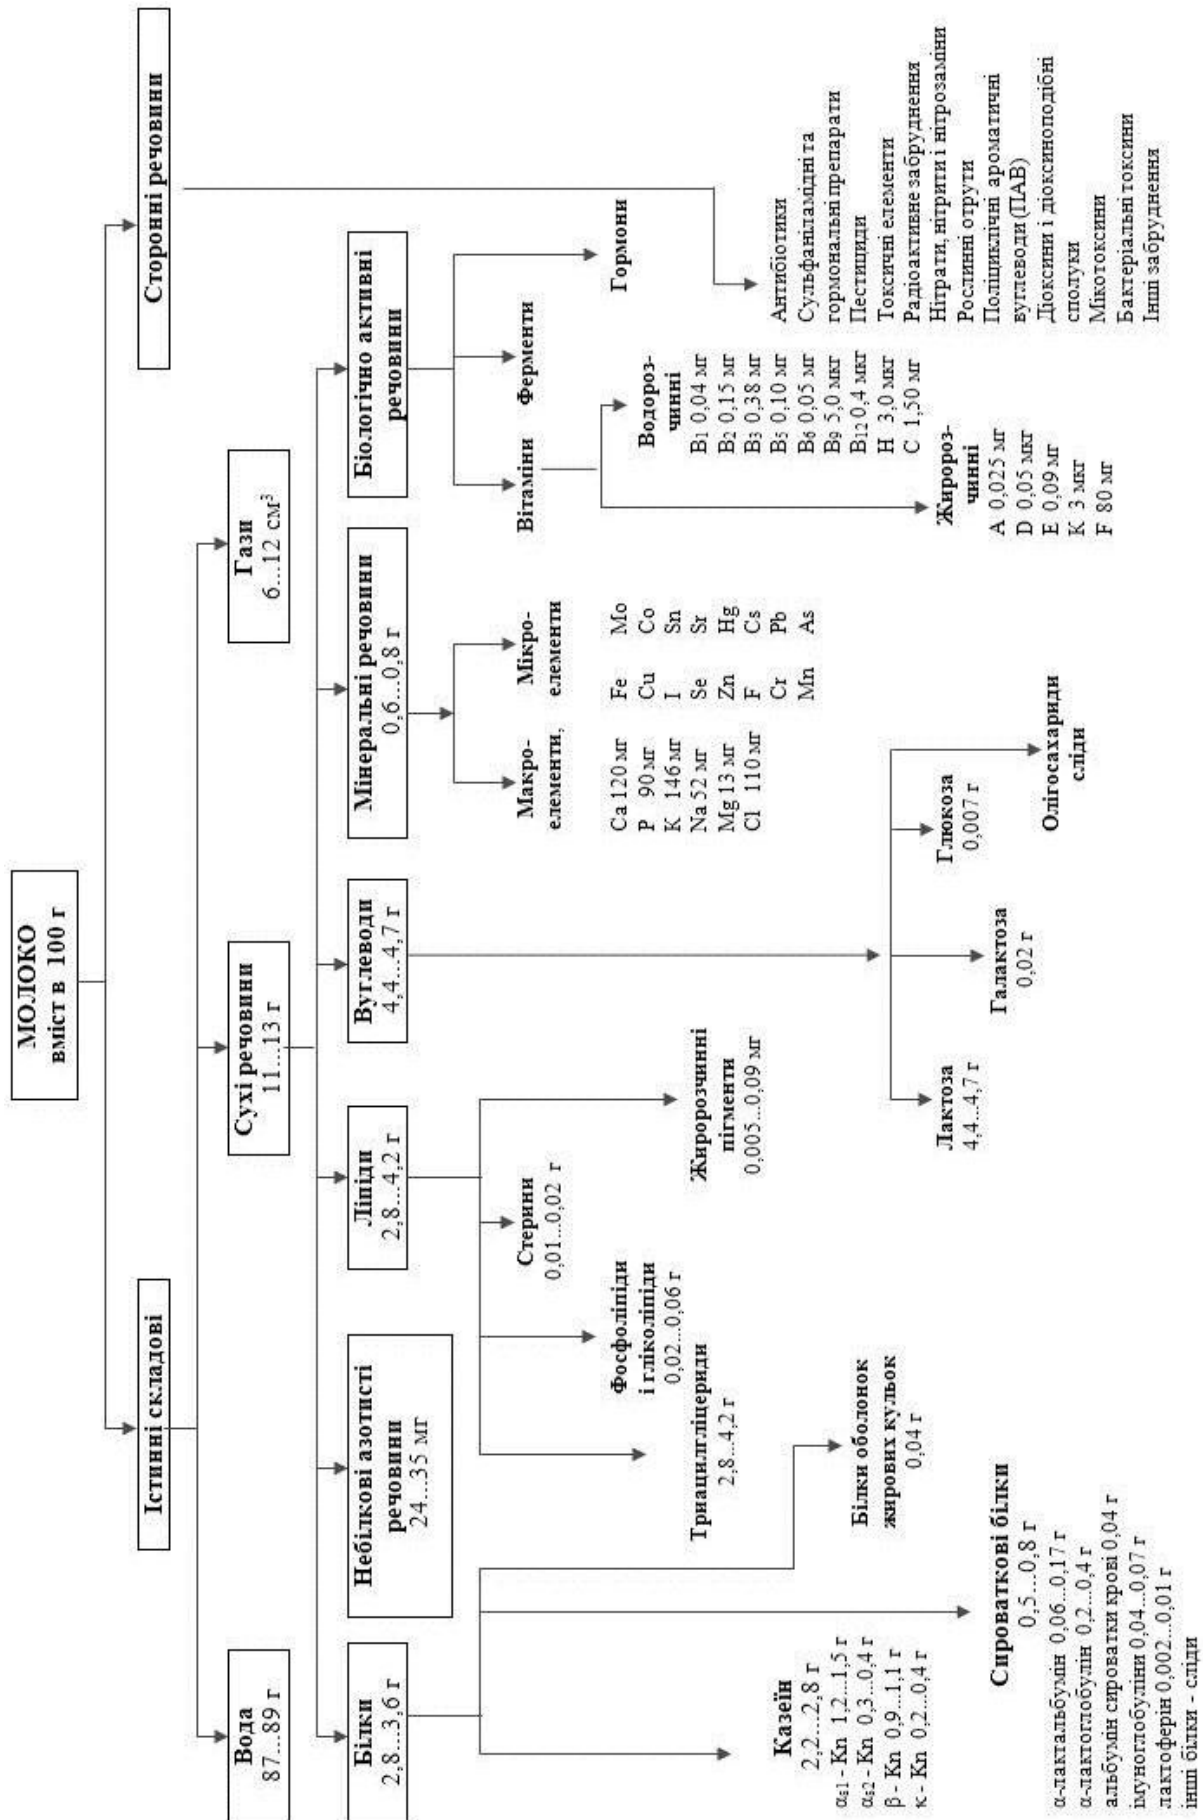 МОЛОКО
вміст в 100 г
Істинні складові
Сторонні речовини
Вода
87...89 г
Сухі речовини
11...13 г
Гази
6...12 см³
Білки
2,8...3,6 г
Небілкові азотисті
речовини
24...35 мг
Ліпіди
2,8...4,2 г
Вуглеводи
4,4...4,7 г
Мінеральні речовини
0,6...0,8 г
Біологічно активні
речовини
Казеїн
2,2...2,8 г
αs1 - Kn 1,2...1,5 г
αs2 - Kn 0,3...0,4 г
β - Kn 0,9...1,1 г
κ - Kn 0,2...0,4 г
Сироваткові білки
0,5...0,8 г
α-лактальбумін 0,06...0,17 г
α-лактоглобулін 0,2...0,4 г
альбумін сироватки крові 0,04 г
імуноглобуліни 0,04...0,07 г
лактоферін 0,002...0,01 г
інші білки - сліди
Білки оболонок
жирових кульок
0,04 г
Триацилгліцериди
2,8...4,2 г
Фосфоліпіди
і гліколіпіди
0,02...0,06 г
Стерини
0,01...0,02 г
Жиророзчинні
пігменти
0,005...0,09 мг
Лактоза
4,4...4,7 г
Галактоза
0,02 г
Глюкоза
0,007 г
Олігосахариди
сліди
Макро-
елементи,
Ca 120 мг
P 90 мг
K 146 мг
Na 52 мг
Mg 13 мг
Cl 110 мг
Мікро-
елементи
Fe Mo
Cu Co
I Sn
Se Sr
Zn Hg
F Cs
Cr Pb
Mn As
Вітаміни
Ферменти
Гормони
Жиророз-
чинні
A 0,025 мг
D 0,05 мкг
E 0,09 мг
K 3 мкг
F 80 мг
Водороз-
чинні
B1 0,04 мг
B2 0,15 мг
B3 0,38 мг
B5 0,10 мг
B6 0,05 мг
B9 5,0 мкг
B12 0,4 мкг
H 3,0 мкг
C 1,50 мг
Антибіотики
Сульфаніламідні та
гормональні препарати
Пестициди
Токсичні елементи
Радіоактивне забруднення
Нітрати, нітрити і нітрозаміни
Рослинні отрути
Поліциклічні ароматичні
вуглеводи (ПАВ)
Діоксини і діоксиноподібні
сполуки
Мікотоксини
Бактеріальні токсини
Інші забруднення